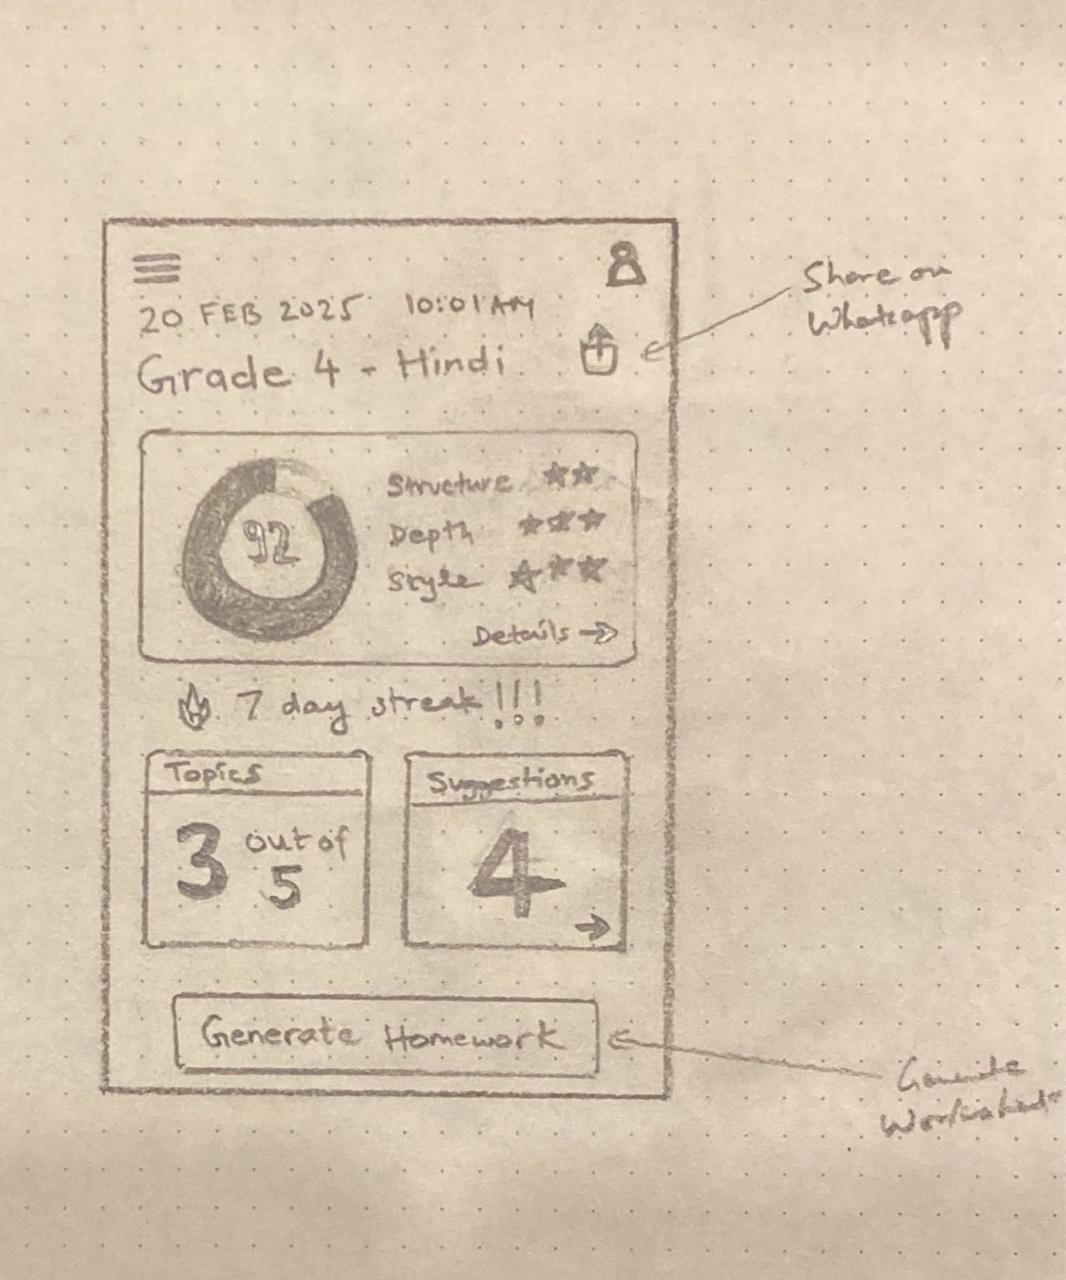 20 FEB 2025 10:01 AM
Grade 4 - Hindi
Share on
Whatsapp
92
Structure
Depth
Style
Details →
7 day streak!!!
Topics
3 out of
5
Suggestions
4
→
Generate Homework
Generate